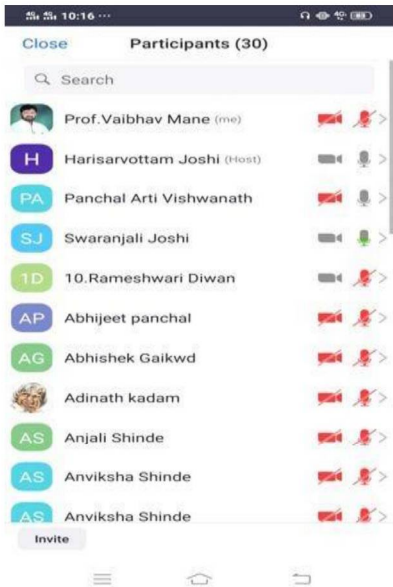 10:16 ...
Close Participants (30)
Search
Prof.Vaibhav Mane (me)
H Harisarvottam Joshi (Host)
PA Panchal Arti Vishwanath
SJ Swaranjali Joshi
1D 10.Rameshwari Diwan
AP Abhijeet panchal
AG Abhishek Gaikwd
Adinath kadam
AS Anjali Shinde
AS Anviksha Shinde
AS Anviksha Shinde
Invite